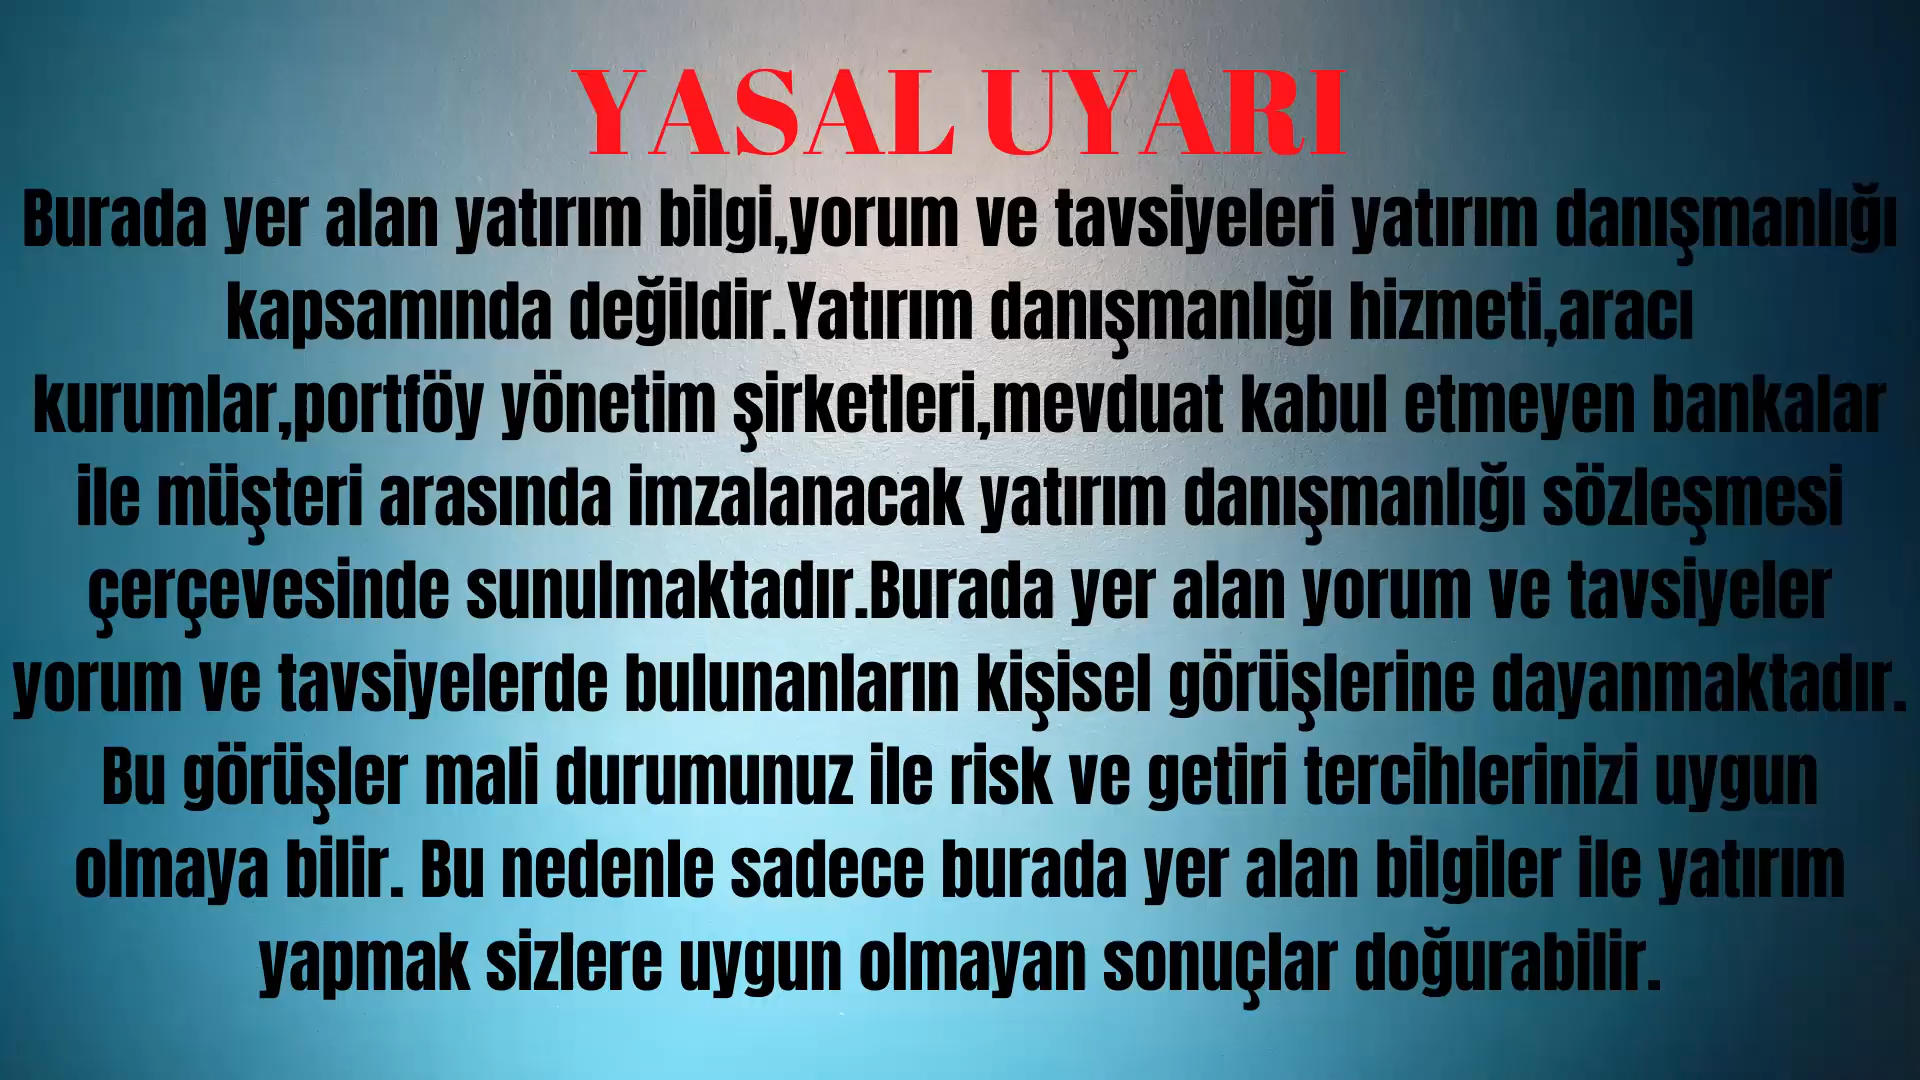 YASAL UYARI
Burada yer alan yatırım bilgi,yorum ve tavsiyeleri yatırım danışmanlığı
kapsamında değildir.Yatırım danışmanlığı hizmeti,aracı
kurumlar,portföy yönetim şirketleri,mevduat kabul etmeyen bankalar
ile müşteri arasında imzalanacak yatırım danışmanlığı sözleşmesi
çerçevesinde sunulmaktadır.Burada yer alan yorum ve tavsiyeler
yorum ve tavsiyelerde bulunanların kişisel görüşlerine dayanmaktadır.
Bu görüşler mali durumunuz ile risk ve getiri tercihlerinizi uygun
olmaya bilir. Bu nedenle sadece burada yer alan bilgiler ile yatırım
yapmak sizlere uygun olmayan sonuçlar doğurabilir.